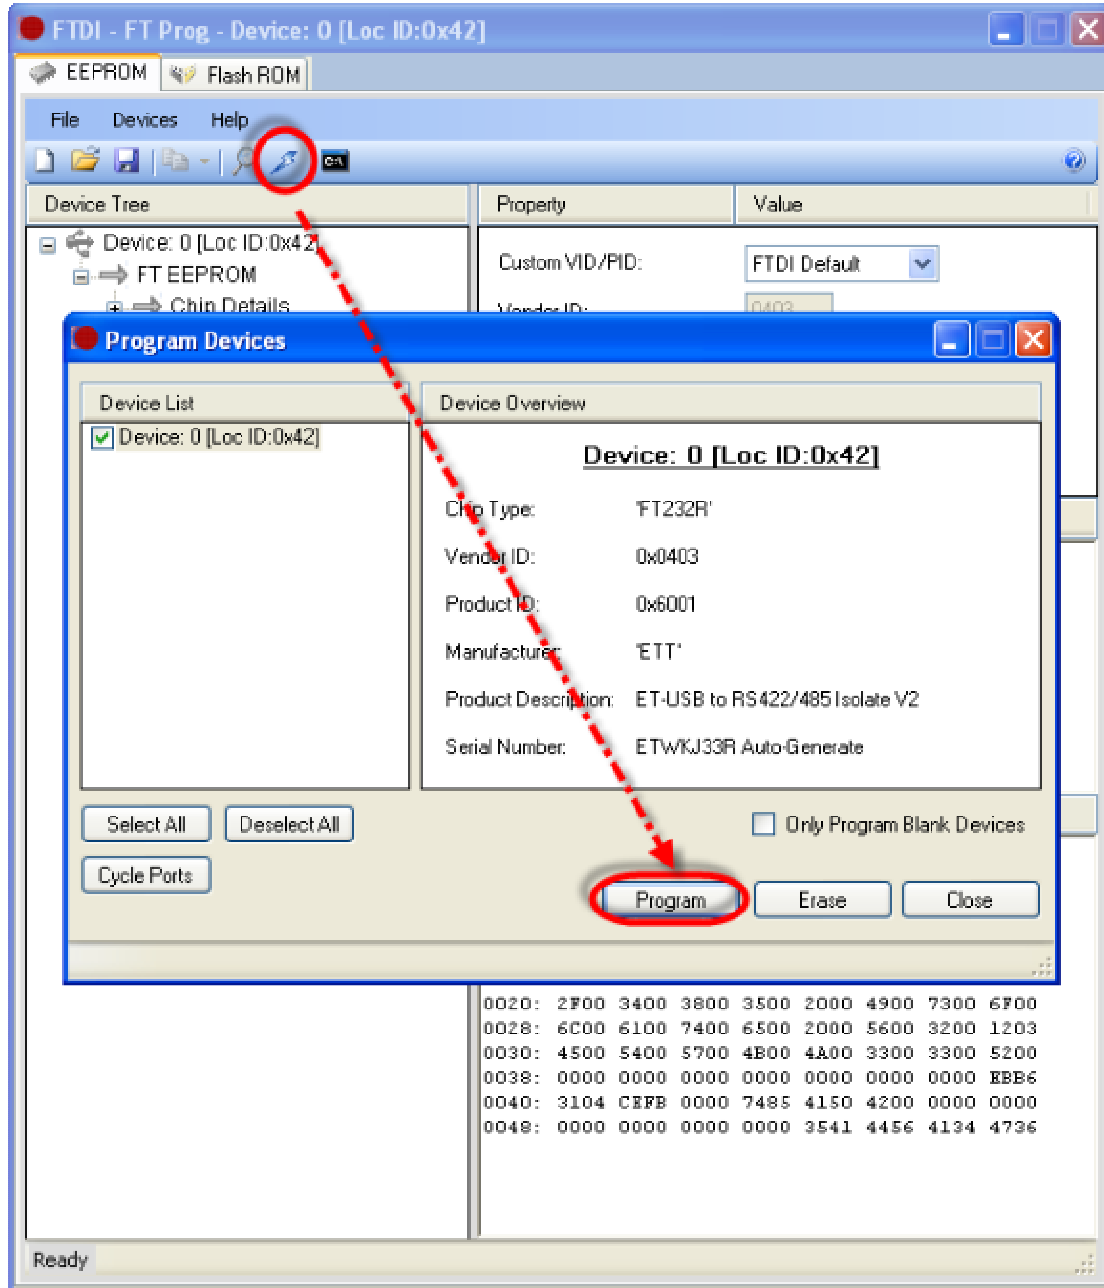 FTDI - FT Prog - Device: 0 [Loc ID:0x42]
EEPROM Flash ROM
File Devices Help
C:\
Device Tree Property Value
Device: 0 [Loc ID:0x42]
Custom VID/PID: FTDI Default
FT EEPROM
Chip Details Vendor ID: 0403
Program Devices
Device List Device Overview
Device: 0 [Loc ID:0x42]
Device: 0 [Loc ID:0x42]
Chip Type: 'FT232R'
Vendor ID: 0x0403
Product ID: 0x6001
Manufacturer: 'ETT'
Product Description: ET-USB to RS422/485 Isolate V2
Serial Number: ETWKJ33R Auto-Generate
Select All Deselect All Only Program Blank Devices
Cycle Ports
Program Erase Close
0020: 2F00 3400 3800 3500 2000 4900 7300 6F00
0028: 6C00 6100 7400 6500 2000 5600 3200 1203
0030: 4500 5400 5700 4B00 4A00 3300 3300 5200
0038: 0000 0000 0000 0000 0000 0000 0000 EBB6
0040: 3104 CEFB 0000 7485 4150 4200 0000 0000
0048: 0000 0000 0000 0000 3541 4456 4134 4736
Ready